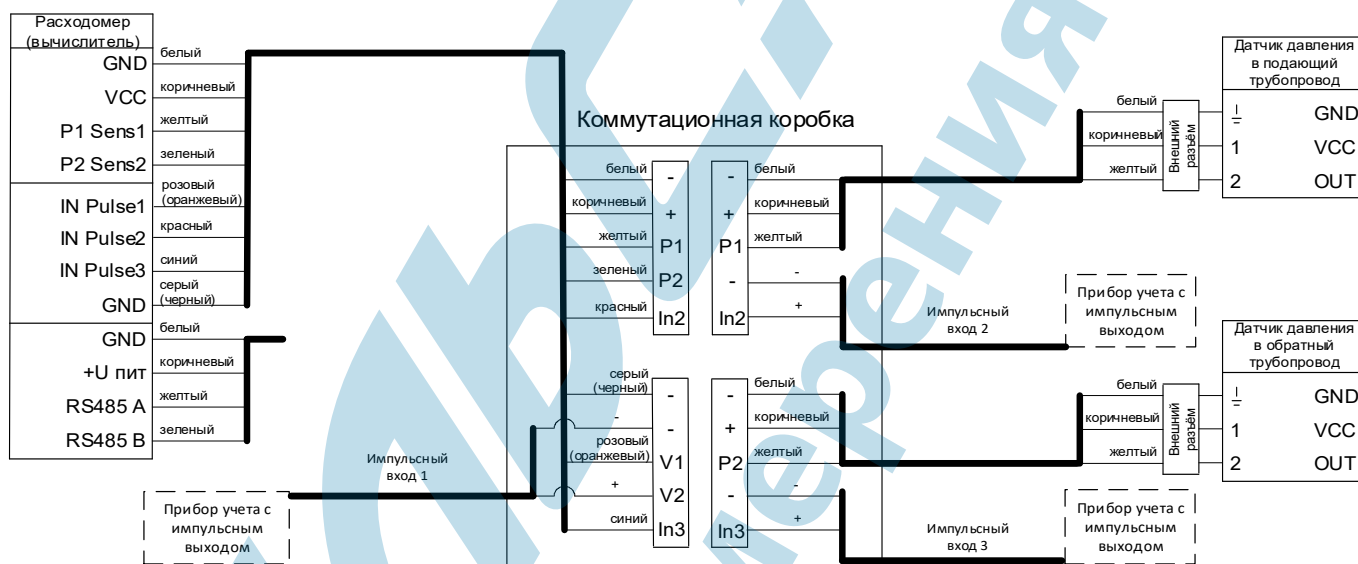 Расходомер
(вычислитель)
GND
VCC
P1 Sens1
P2 Sens2
IN Pulse1
IN Pulse2
IN Pulse3
GND
GND
+U пит
RS485 A
RS485 B
белый
коричневый
желтый
зеленый
розовый
(оранжевый)
красный
синий
серый
(черный)
белый
коричневый
желтый
зеленый
Импульсный
вход 1
Прибор учета с
импульсным
выходом
Коммутационная коробка
белый
коричневый
желтый
зеленый
красный
-
+
P1
P2
In2
-
+
P1
-
In2
белый
коричневый
желтый
-
+
серый
(черный)
-
розовый
(оранжевый)
+
синий
-
-
V1
V2
In3
-
+
P2
-
In3
белый
коричневый
желтый
-
+
Импульсный
вход 2
Прибор учета с
импульсным
выходом
Импульсный
вход 3
Прибор учета с
импульсным
выходом
белый
коричневый
желтый
Внешний
разъём
Датчик давления
в подающий
трубопровод
GND
1 VCC
2 OUT
белый
коричневый
желтый
Внешний
разъём
Датчик давления
в обратный
трубопровод
GND
1 VCC
2 OUT